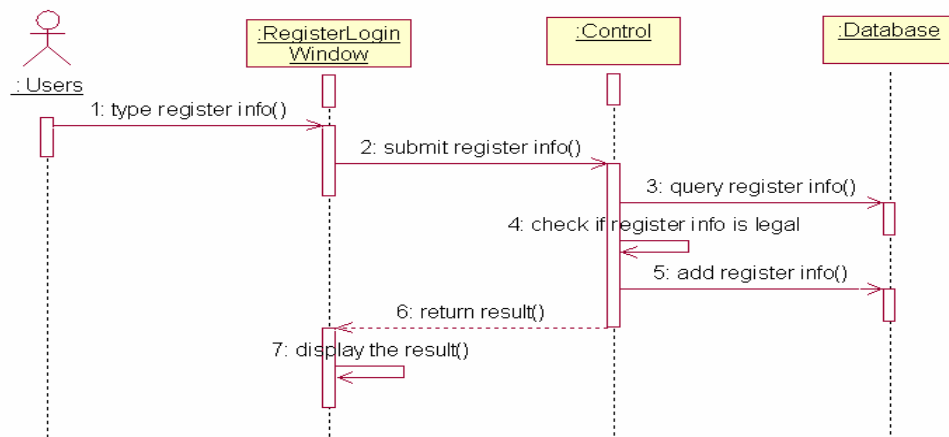 :RegisterLogin
Window
:Control
:Database
: Users
1: type register info()
2: submit register info()
3: query register info()
4: check if register info is legal
5: add register info()
6: return result()
7: display the result()